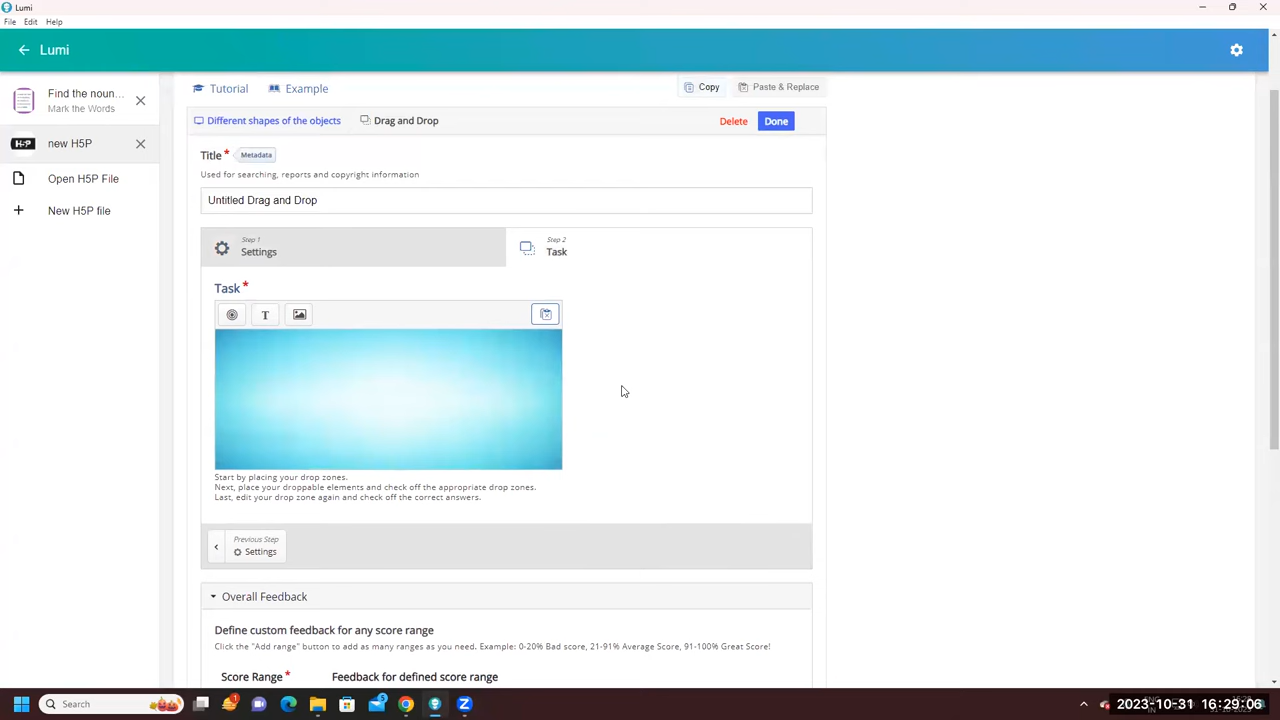 Lumi
File Edit Help
Lumi
Find the noun...
Mark the Words
new H5P
Open H5P File
New H5P file
Tutorial Example Copy Paste & Replace
Different shapes of the objects Drag and Drop Delete Done
Title* Metadata
Used for searching, reports and copyright information
Untitled Drag and Drop
Step 1
Settings
Step 2
Task
Task*
T
Start by placing your drop zones.
Next, place your droppable elements and check off the appropriate drop zones.
Last, edit your drop zone again and check off the correct answers.
Previous Step
Settings
Overall Feedback
Define custom feedback for any score range
Click the "Add range" button to add as many ranges as you need. Example: 0-20% Bad score, 21-91% Average Score, 91-100% Great Score!
Score Range* Feedback for defined score range
Search
2023-10-31 16:29:06